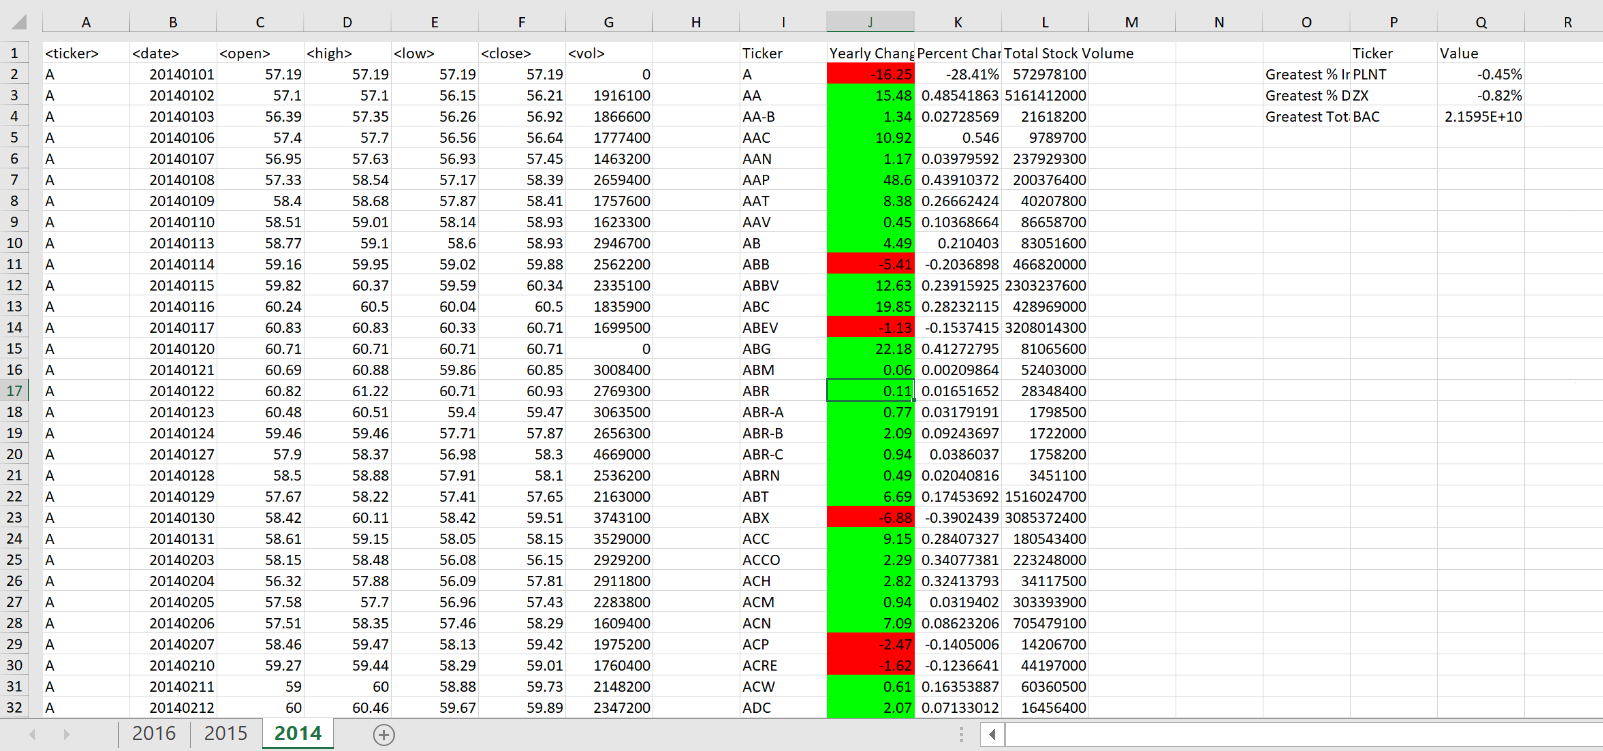 A B C D E F G H I J K L M N O P Q R
1 <ticker> <date> <open> <high> <low> <close> <vol> Ticker Yearly Chang Percent Char Total Stock Volume Ticker Value
2 A 20140101 57.19 57.19 57.19 57.19 0 A -16.25 -28.41% 572978100 Greatest % Ir PLNT -0.45%
3 A 20140102 57.1 57.1 56.15 56.21 1916100 AA 15.48 0.48541863 5161412000 Greatest % D ZX -0.82%
4 A 20140103 56.39 57.35 56.26 56.92 1866600 AA-B 1.34 0.02728569 21618200 Greatest Tot BAC 2.1595E+10
5 A 20140106 57.4 57.7 56.56 56.64 1777400 AAC 10.92 0.546 9789700
6 A 20140107 56.95 57.63 56.93 57.45 1463200 AAN 1.17 0.03979592 237929300
7 A 20140108 57.33 58.54 57.17 58.39 2659400 AAP 48.6 0.43910372 200376400
8 A 20140109 58.4 58.68 57.87 58.41 1757600 AAT 8.38 0.26662424 40207800
9 A 20140110 58.51 59.01 58.14 58.93 1623300 AAV 0.45 0.10368664 86658700
10 A 20140113 58.77 59.1 58.6 58.93 2946700 AB 4.49 0.210403 83051600
11 A 20140114 59.16 59.95 59.02 59.88 2562200 ABB -5.41 -0.2036898 466820000
12 A 20140115 59.82 60.37 59.59 60.34 2335100 ABBV 12.63 0.23915925 2303237600
13 A 20140116 60.24 60.5 60.04 60.5 1835900 ABC 19.85 0.28232115 428969000
14 A 20140117 60.83 60.83 60.33 60.71 1699500 ABEV -1.13 -0.1537415 3208014300
15 A 20140120 60.71 60.71 60.71 60.71 0 ABG 22.18 0.41272795 81065600
16 A 20140121 60.69 60.88 59.86 60.85 3008400 ABM 0.06 0.00209864 52403000
17 A 20140122 60.82 61.22 60.71 60.93 2769300 ABR 0.11 0.01651652 28348400
18 A 20140123 60.48 60.51 59.4 59.47 3063500 ABR-A 0.77 0.03179191 1798500
19 A 20140124 59.46 59.46 57.71 57.87 2656300 ABR-B 2.09 0.09243697 1722000
20 A 20140127 57.9 58.37 56.98 58.3 4669000 ABR-C 0.94 0.0386037 1758200
21 A 20140128 58.5 58.88 57.91 58.1 2536200 ABRN 0.49 0.02040816 3451100
22 A 20140129 57.67 58.22 57.41 57.65 2163000 ABT 6.69 0.17453692 1516024700
23 A 20140130 58.42 60.11 58.42 59.51 3743100 ABX -6.88 -0.3902439 3085372400
24 A 20140131 58.61 59.15 58.05 58.15 3529000 ACC 9.15 0.28407327 180543400
25 A 20140203 58.15 58.48 56.08 56.15 2929200 ACCO 2.29 0.34077381 223248000
26 A 20140204 56.32 57.88 56.09 57.81 2911800 ACH 2.82 0.32413793 34117500
27 A 20140205 57.58 57.7 56.96 57.43 2283800 ACM 0.94 0.0319402 303393900
28 A 20140206 57.51 58.35 57.46 58.29 1609400 ACN 7.09 0.08623206 705479100
29 A 20140207 58.46 59.47 58.13 59.42 1975200 ACP -2.47 -0.1405006 14206700
30 A 20140210 59.27 59.44 58.29 59.01 1760400 ACRE -1.62 -0.1236641 44197000
31 A 20140211 59 60 58.88 59.73 2148200 ACW 0.61 0.16353887 60360500
32 A 20140212 60 60.46 59.67 59.89 2347200 ADC 2.07 0.07133012 16456400
2016 2015 2014